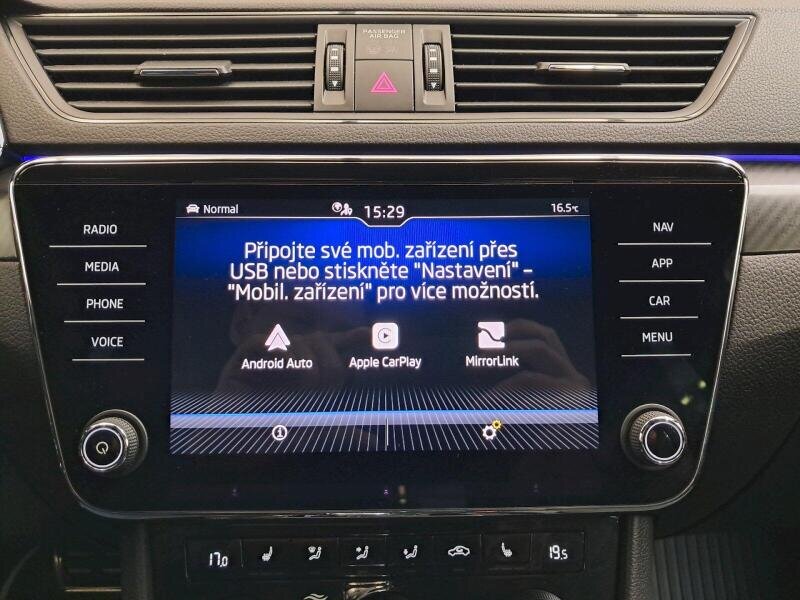 PASSENGER
AIR BAG
Normal
15:29
16.5°C
RADIO
MEDIA
PHONE
VOICE
Připojte své mob. zařízení přes
USB nebo stiskněte "Nastavení" –
"Mobil. zařízení" pro více možností.
Android Auto
Apple CarPlay
MirrorLink
NAV
APP
CAR
MENU
17.0
19.5